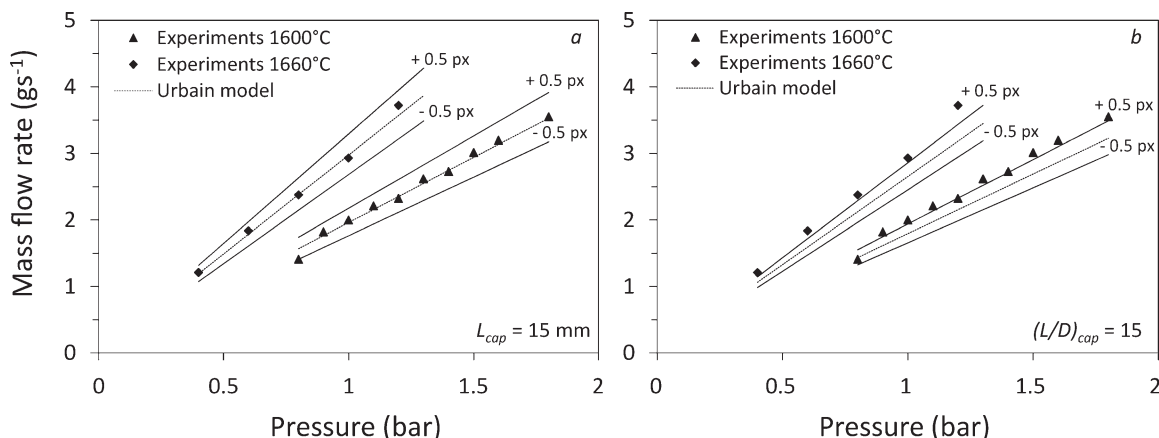 Mass flow rate (gs-1)
5
4
3
2
1
0
Experiments 1600°C
Experiments 1660°C
Urbain model
a
+ 0.5 px
+ 0.5 px
- 0.5 px
- 0.5 px
Lcap = 15 mm
0
0.5
1
1.5
2
Pressure (bar)
5
4
3
2
1
0
Experiments 1600°C
Experiments 1660°C
Urbain model
b
+ 0.5 px
+ 0.5 px
- 0.5 px
- 0.5 px
(L/D)cap = 15
0
0.5
1
1.5
2
Pressure (bar)